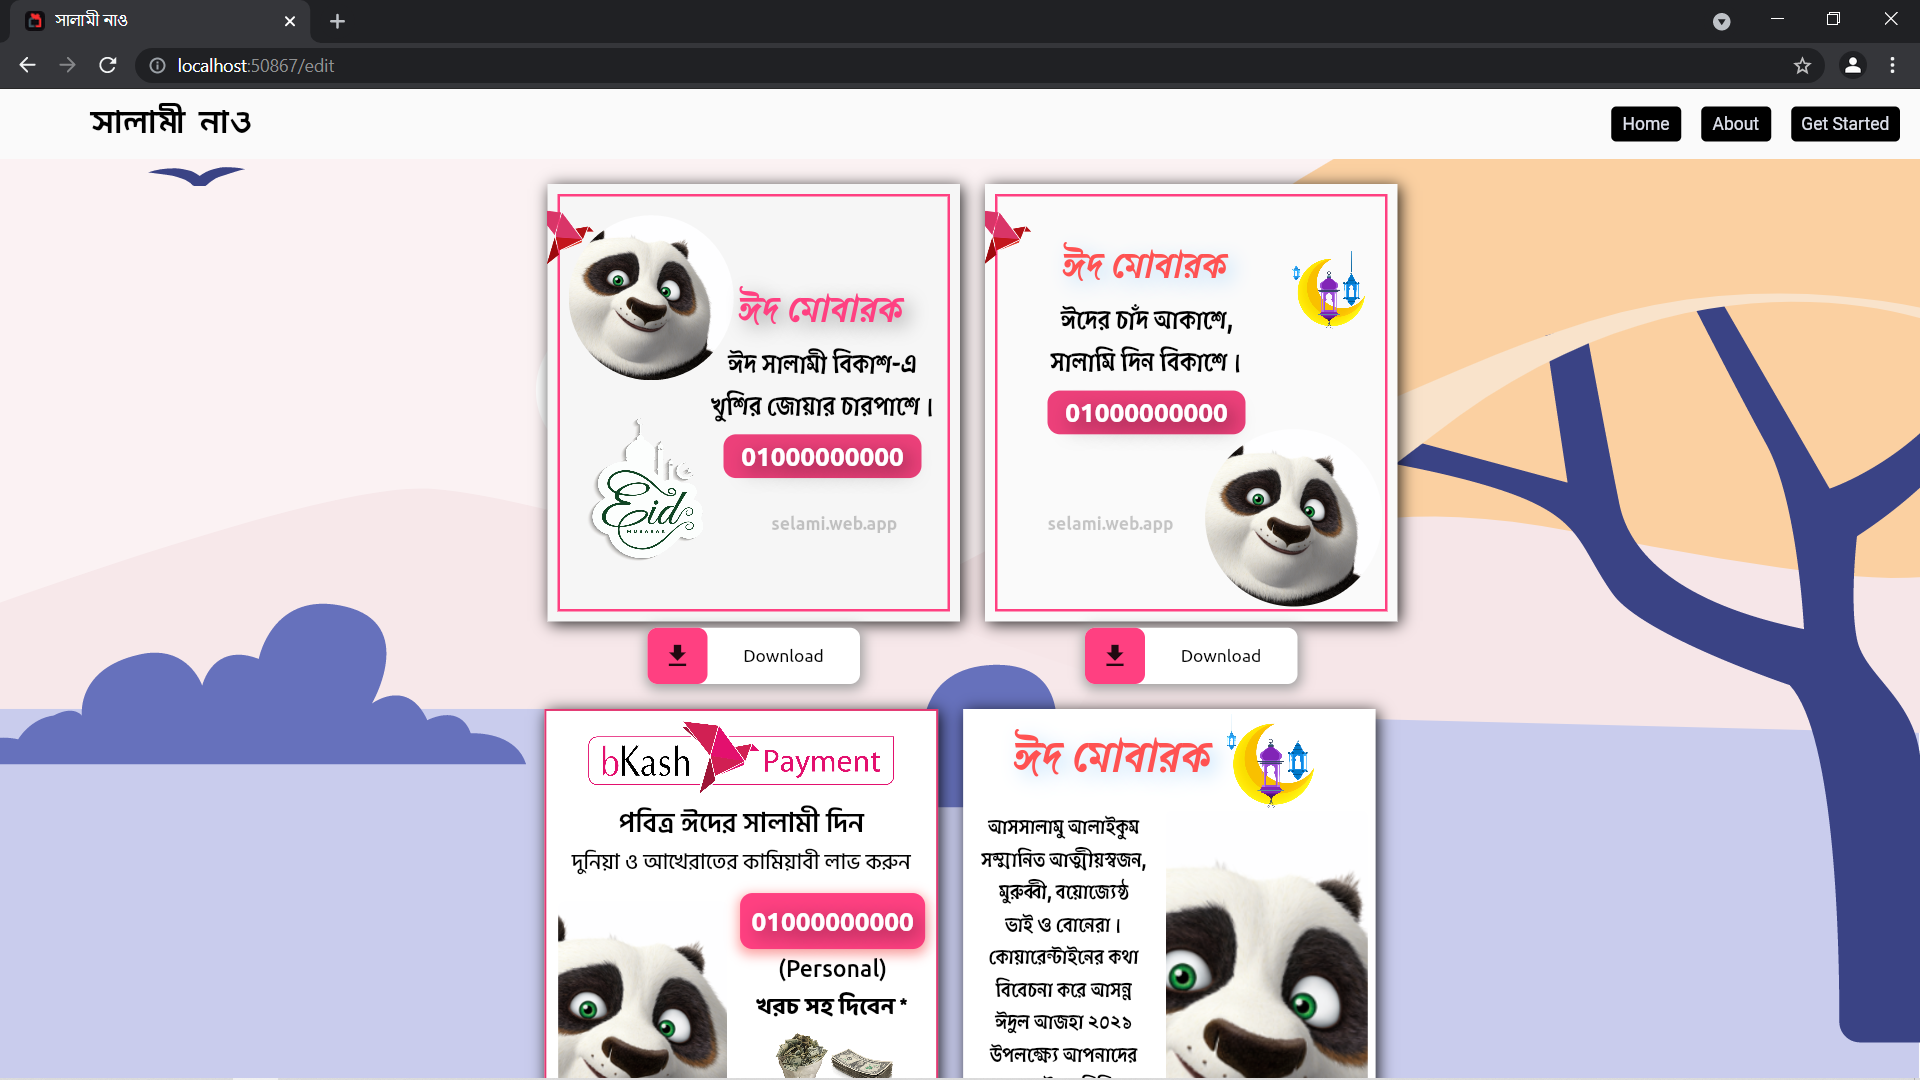 সালামী নাও
localhost:50867/edit
সালামী নাও
Home
About
Get Started
ঈদ মোবারক
ঈদ সালামী বিকাশ-এ
খুশির জোয়ার চারপাশে।
01000000000
Eid
MUBARAK
selami.web.app
Download
ঈদ মোবারক
ঈদের চাঁদ আকাশে,
সালামি দিন বিকাশে।
01000000000
selami.web.app
Download
bKash Payment
পবিত্র ঈদের সালামী দিন
দুনিয়া ও আখেরাতের কামিয়াবী লাভ করুন
01000000000
(Personal)
খরচ সহ দিবেন *
ঈদ মোবারক
আসসালামু আলাইকুম
সম্মানিত আত্মীয়স্বজন,
মুরুব্বী, বয়োজ্যেষ্ঠ
ভাই ও বোনেরা।
কোয়ারেন্টাইনের কথা
বিবেচনা করে আসন্ন
ঈদুল আজহা ২০২১
উপলক্ষ্যে আপনাদের